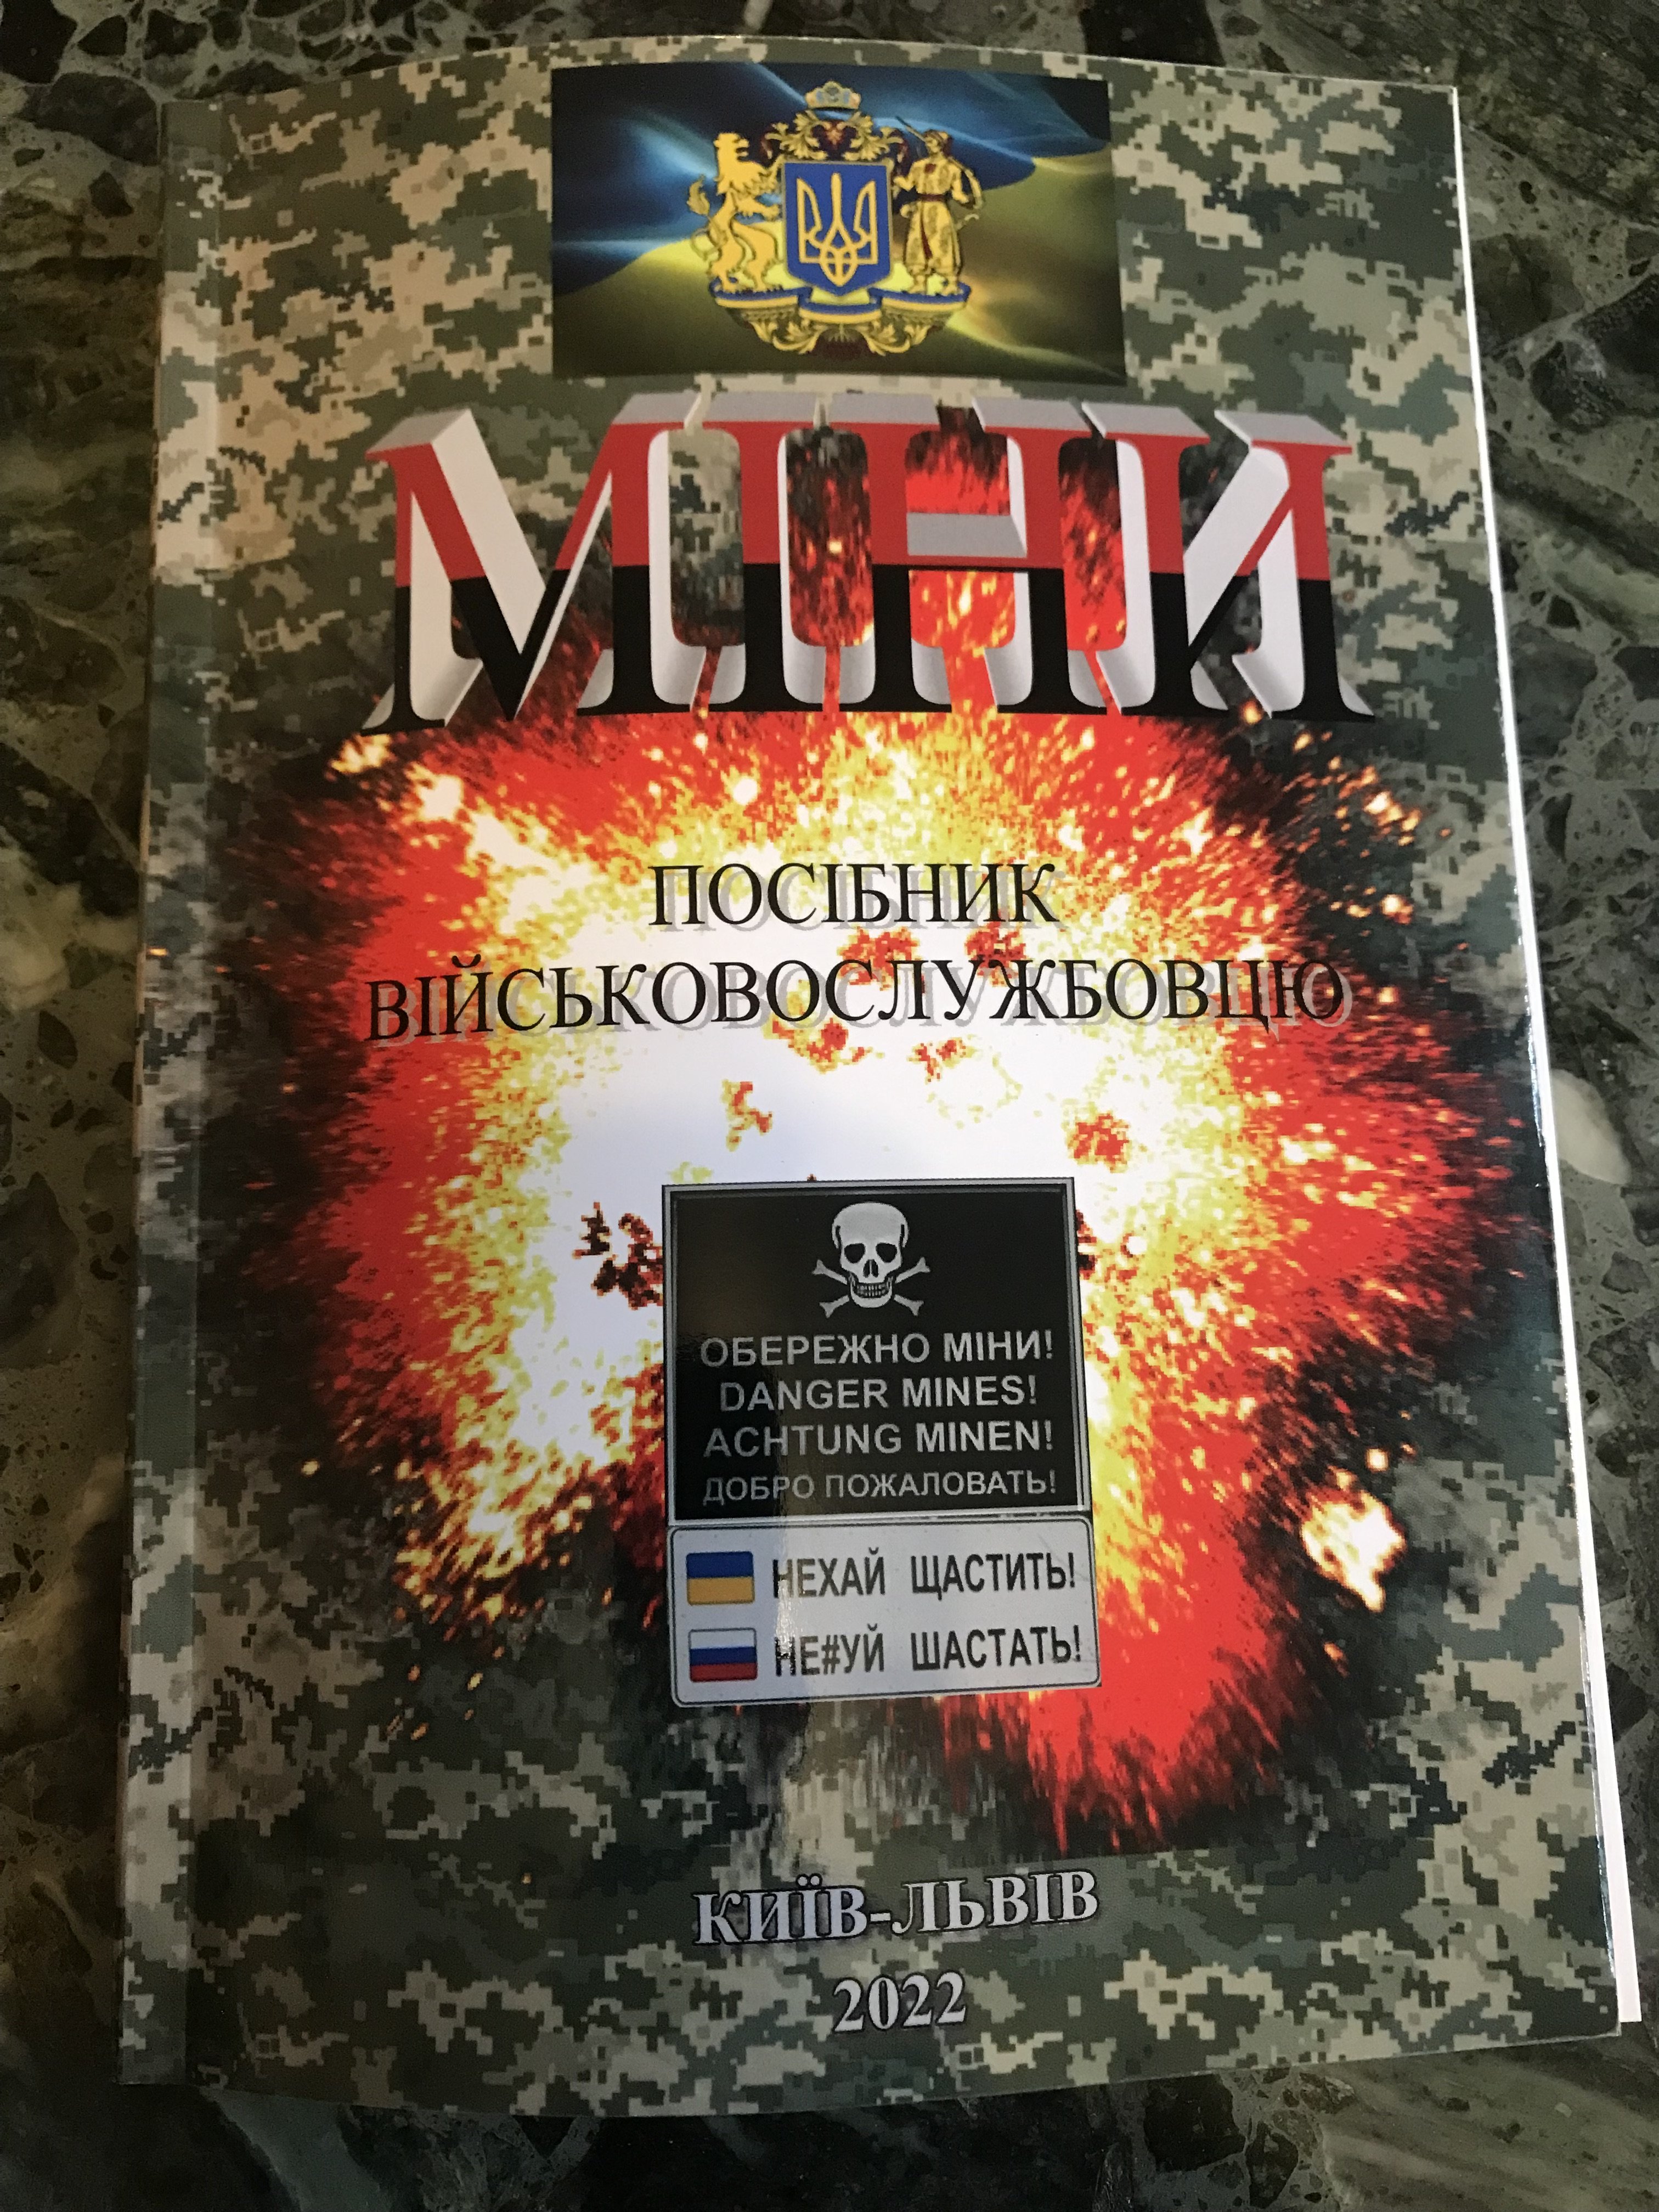 МІНИ
ПОСІБНИК
ВІЙСЬКОВОСЛУЖБОВЦЮ
ОБЕРЕЖНО МІНИ!
DANGER MINES!
ACHTUNG MINEN!
ДОБРО ПОЖАЛОВАТЬ!
НЕХАЙ ЩАСТИТЬ!
НЕ#УЙ ШАСТАТЬ!
КИЇВ-ЛЬВІВ
2022